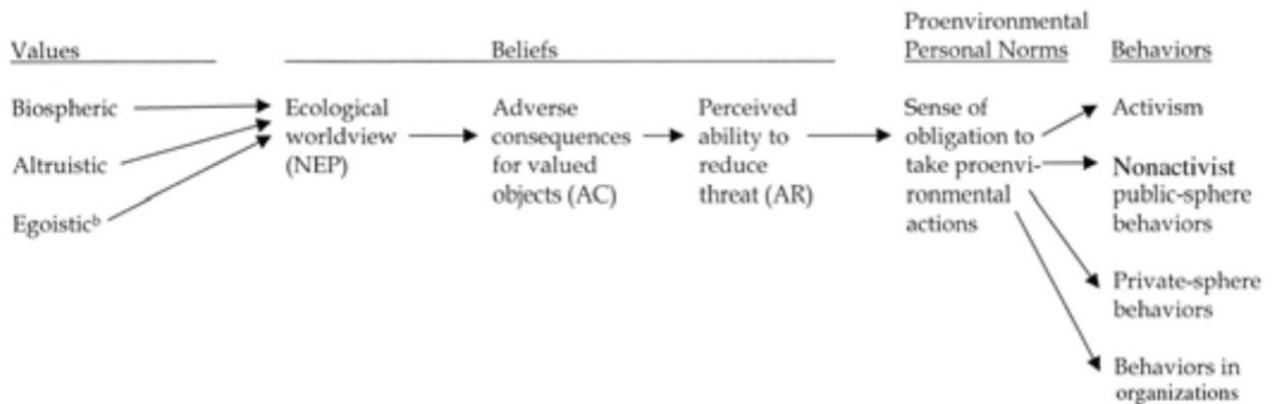 Proenvironmental
Values Beliefs Personal Norms Behaviors
Biospheric
Altruistic
Egoisticᵇ
Ecological
worldview
(NEP)
Adverse
consequences
for valued
objects (AC)
Perceived
ability to
reduce
threat (AR)
Sense of
obligation to
take proenvi-
ronmental
actions
Activism
Nonactivist
public-sphere
behaviors
Private-sphere
behaviors
Behaviors in
organizations